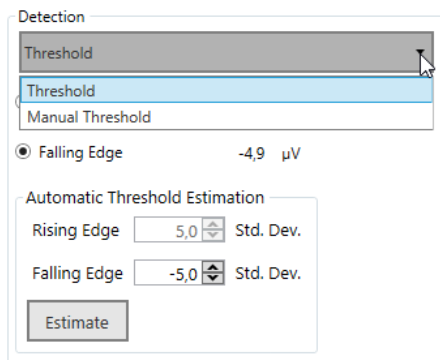 Detection
Threshold
Threshold
Manual Threshold
Falling Edge -4,9 µV
Automatic Threshold Estimation
Rising Edge 5,0 Std. Dev.
Falling Edge -5,0 Std. Dev.
Estimate